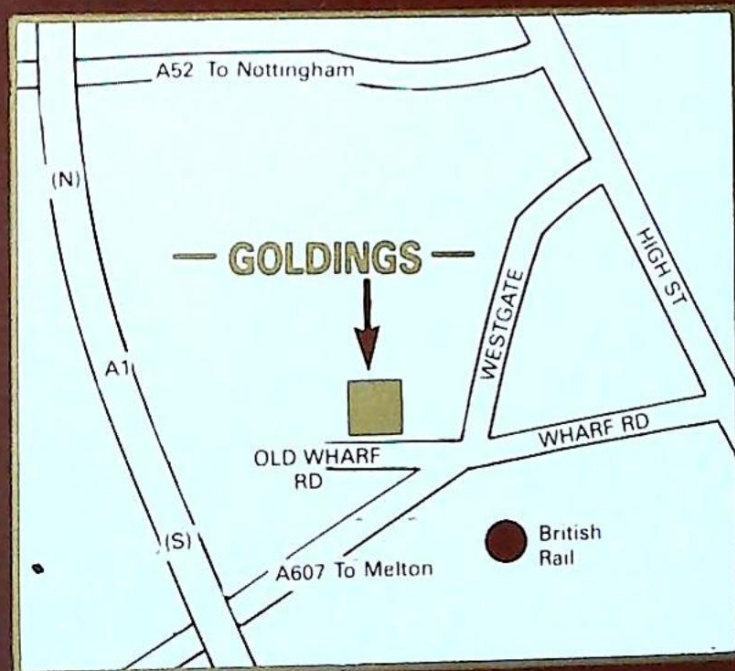 A52 To Nottingham
(N)
— GOLDINGS —
HIGH ST
WESTGATE
A1
WHARF RD
OLD WHARF
RD
(S)
British
Rail
A607 To Melton